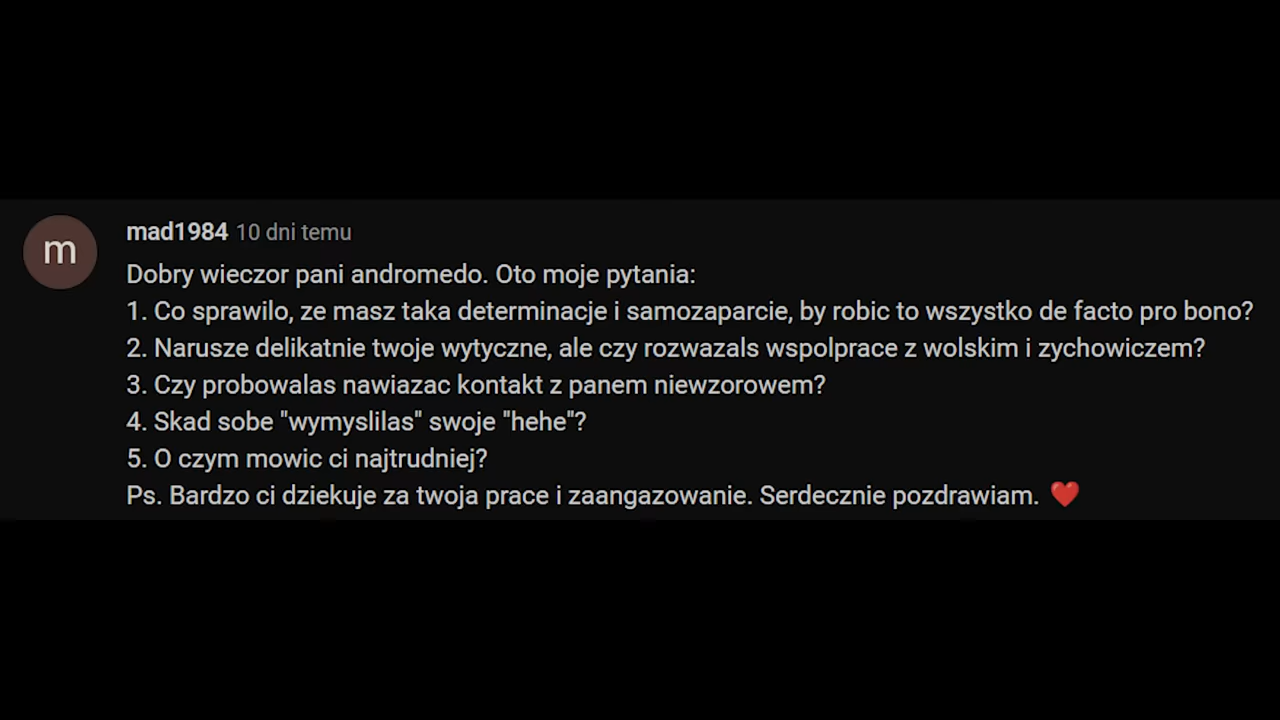 m
mad1984 10 dni temu
Dobry wieczor pani andromedo. Oto moje pytania:
1. Co sprawilo, ze masz taka determinacje i samozaparcie, by robic to wszystko de facto pro bono?
2. Narusze delikatnie twoje wytyczne, ale czy rozwazals wspolprace z wolskim i zychowiczem?
3. Czy probowalas nawiazac kontakt z panem niewzorowem?
4. Skad sobe "wymyslilas" swoje "hehe"?
5. O czym mowic ci najtrudniej?
Ps. Bardzo ci dziekuje za twoja prace i zaangazowanie. Serdecznie pozdrawiam. ❤️